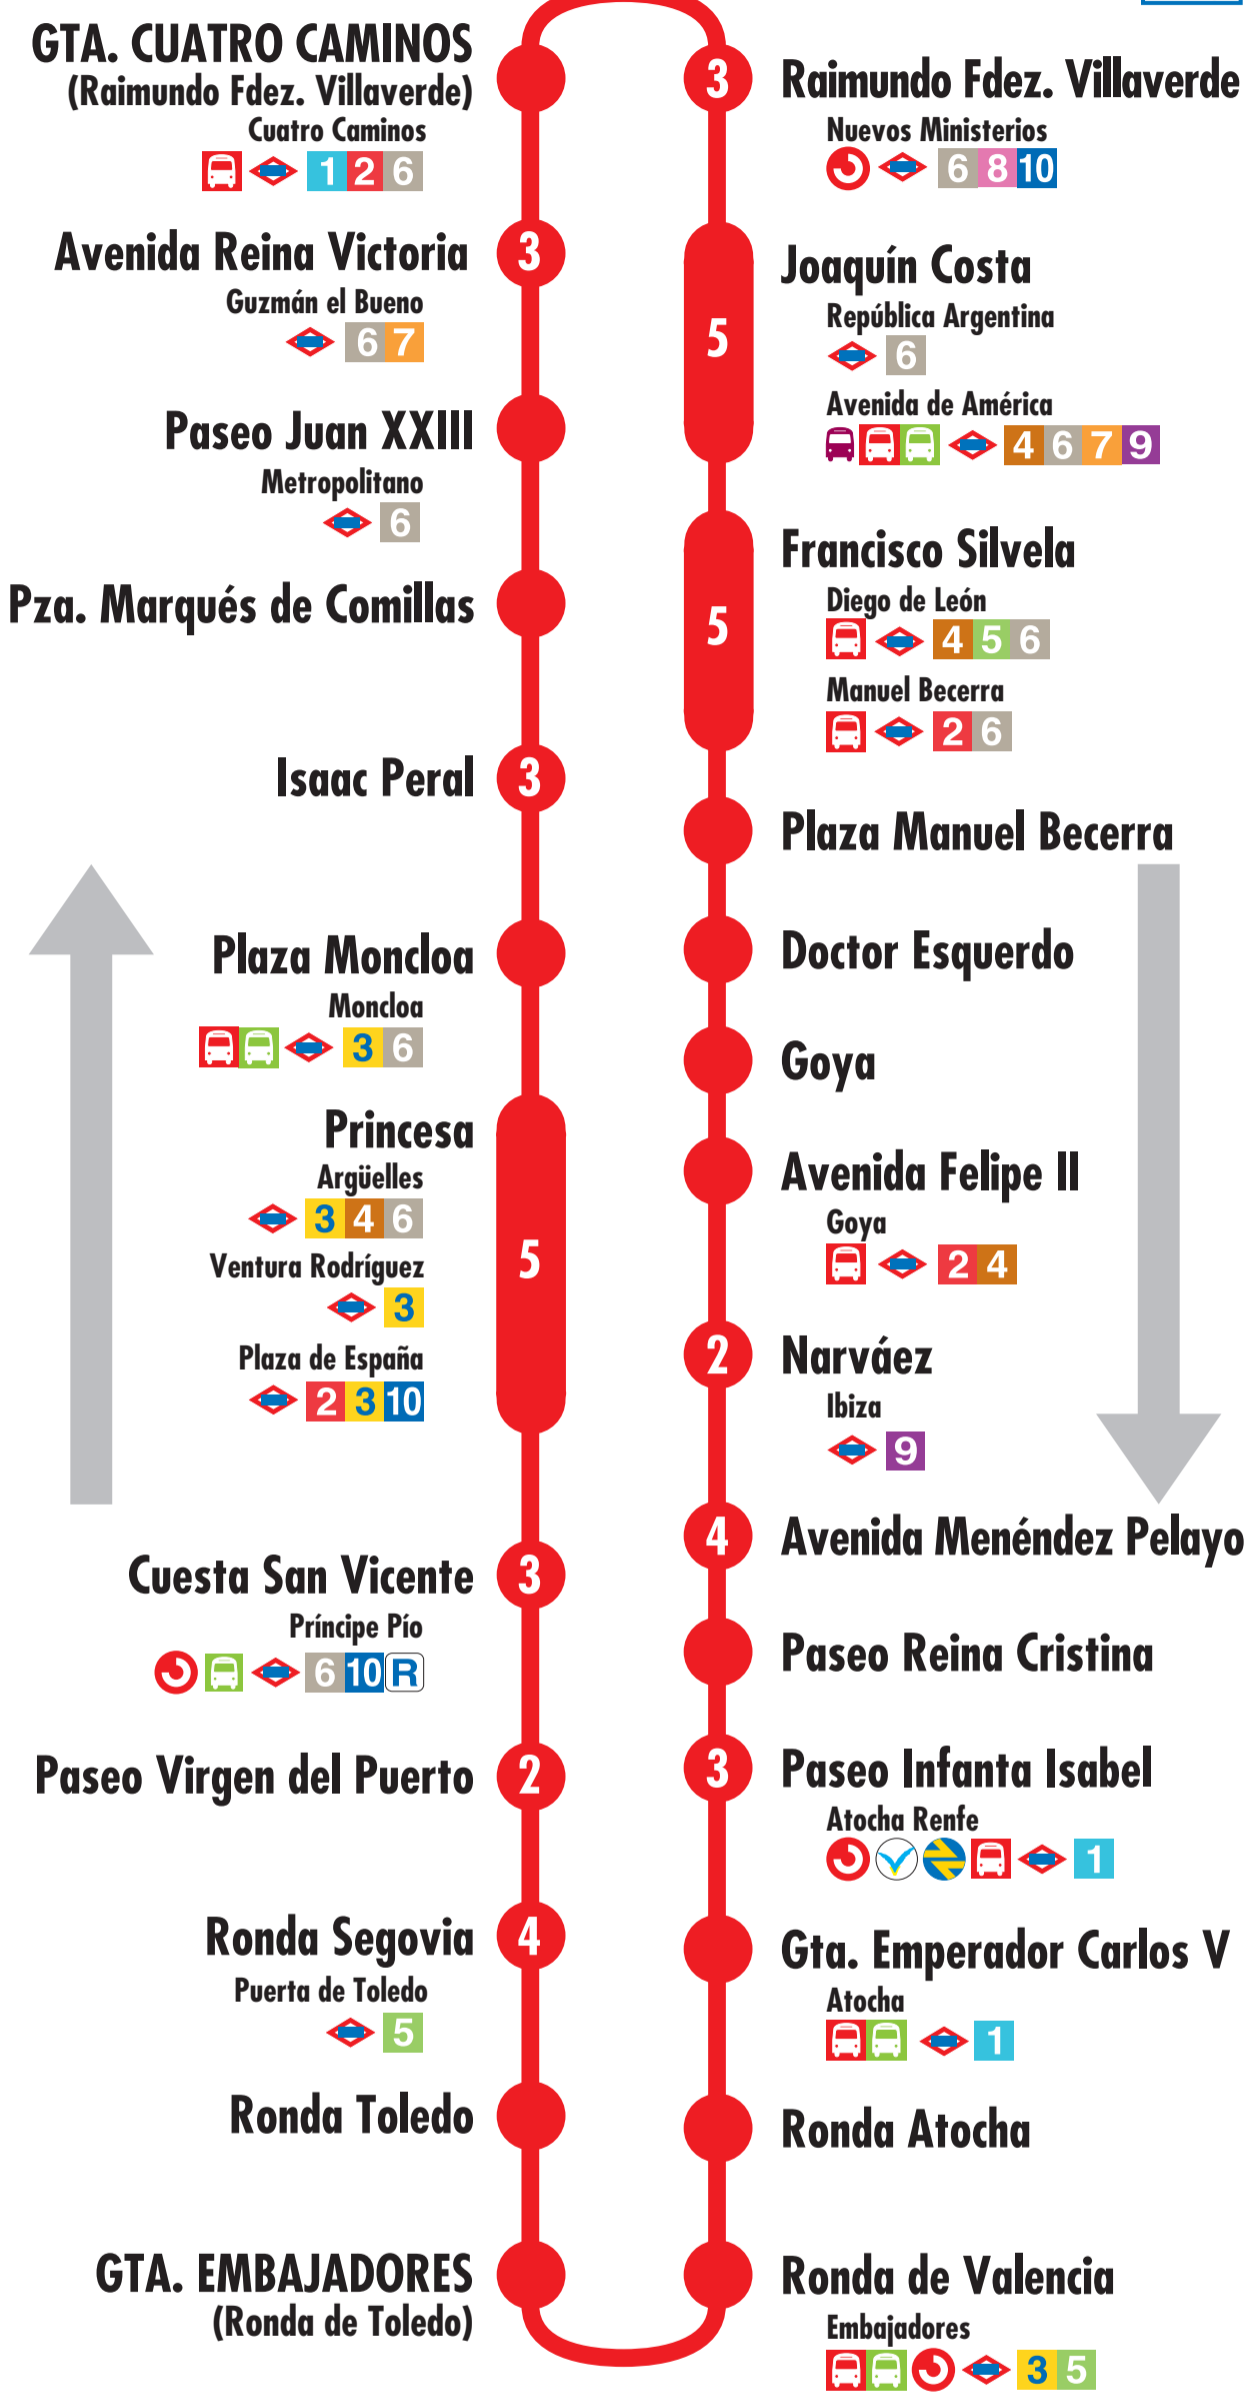 GTA. CUATRO CAMINOS
(Raimundo Fdez. Villaverde)
Cuatro Caminos
1 2 6
3
Avenida Reina Victoria
Guzmán el Bueno
6 7
Paseo Juan XXIII
Metropolitano
6
Pza. Marqués de Comillas
Isaac Peral
3
Plaza Moncloa
Moncloa
3 6
Princesa
Argüelles
3 4 6
5
Ventura Rodríguez
3
Plaza de España
2 3 10
Cuesta San Vicente
3
Príncipe Pío
6 10 R
Paseo Virgen del Puerto
2
Ronda Segovia
4
Puerta de Toledo
5
Ronda Toledo
GTA. EMBAJADORES
(Ronda de Toledo)
3
Raimundo Fdez. Villaverde
Nuevos Ministerios
6 8 10
Joaquín Costa
República Argentina
5
6
Avenida de América
4 6 7 9
Francisco Silvela
Diego de León
5
4 5 6
Manuel Becerra
2 6
Plaza Manuel Becerra
Doctor Esquerdo
Goya
Avenida Felipe II
Goya
2 4
2
Narváez
Ibiza
9
4
Avenida Menéndez Pelayo
Paseo Reina Cristina
3
Paseo Infanta Isabel
Atocha Renfe
1
Gta. Emperador Carlos V
Atocha
1
Ronda Atocha
Ronda de Valencia
Embajadores
3 5